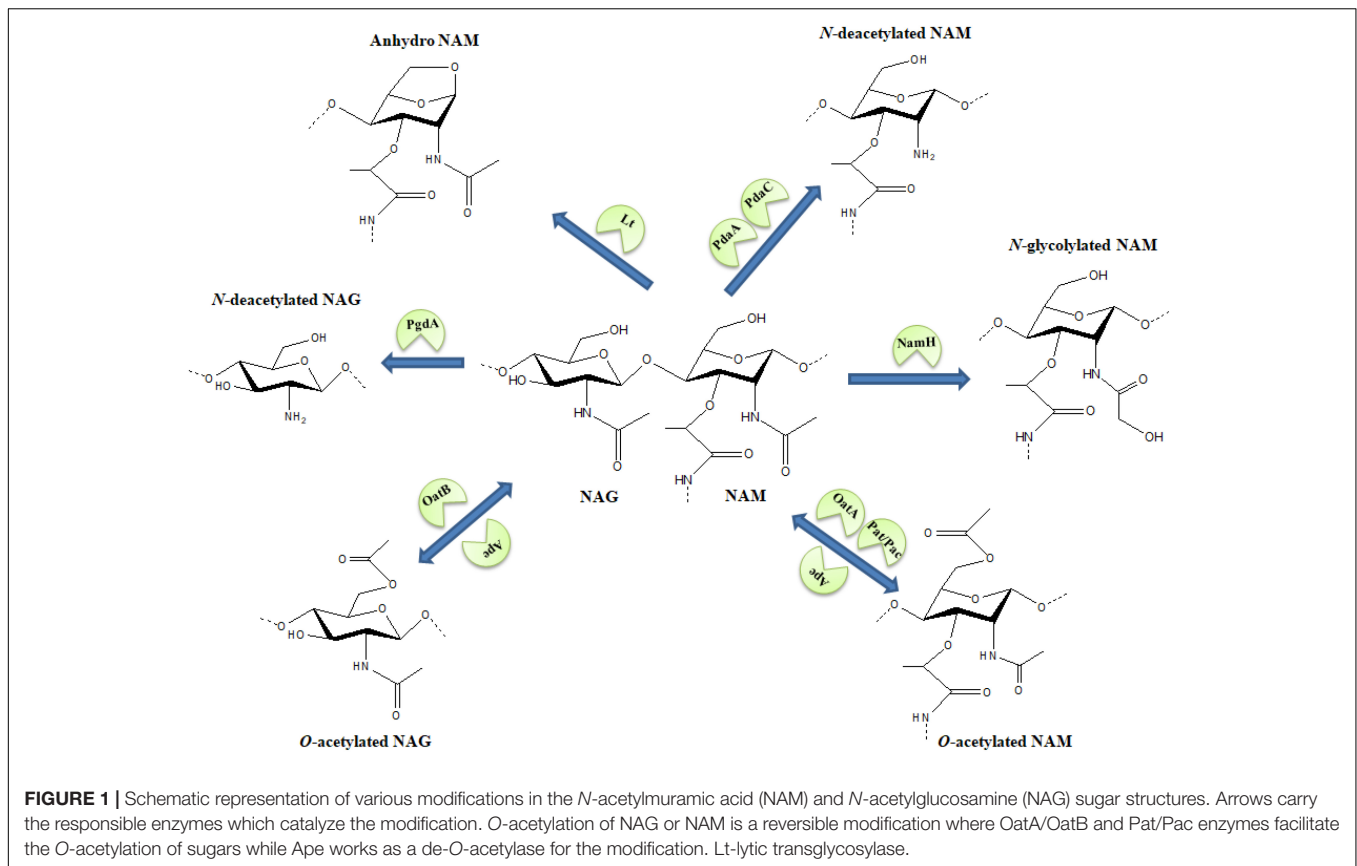 Anhydro NAM
N-deacetylated NAM
OH
O
O
O
O
O
HN
O
O
HN
O
O
O
NH2
O
HN
Lt
PdaA
PdaC
N-glycolylated NAM
OH
O
O
O
O
HN
O
O
HN
OH
N-deacetylated NAG
OH
O
O
O
HO
NH2
PgdA
OH
O
O
O
HO
HN
O
OH
O
O
O
HN
O
O
HN
NAG
NAM
NamH
OatB
Ape
OatA
Pat/Pac
Ape
O
O
O
O
O
HO
HN
O
O-acetylated NAG
O
O
O
O
O
O
HN
O
O
HN
O-acetylated NAM
FIGURE 1 | Schematic representation of various modifications in the N-acetylmuramic acid (NAM) and N-acetylglucosamine (NAG) sugar structures. Arrows carry
the responsible enzymes which catalyze the modification. O-acetylation of NAG or NAM is a reversible modification where OatA/OatB and Pat/Pac enzymes facilitate
the O-acetylation of sugars while Ape works as a de-O-acetylase for the modification. Lt-lytic transglycosylase.